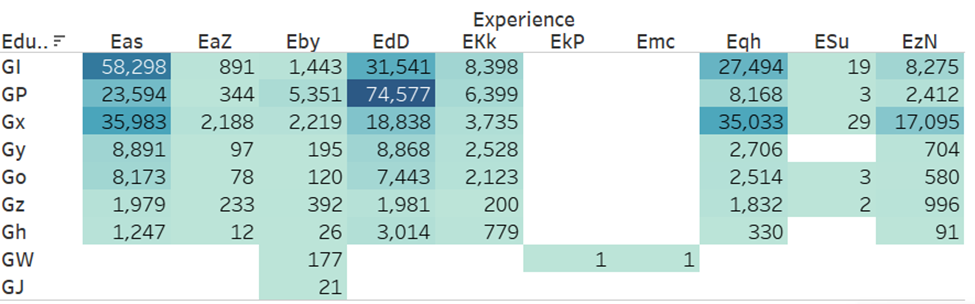 Experience
Edu.. Eas EaZ Eby EdD EKk EkP Emc Eqh ESu EzN
GI 58,298 891 1,443 31,541 8,398 27,494 19 8,275
GP 23,594 344 5,351 74,577 6,399 8,168 3 2,412
Gx 35,983 2,188 2,219 18,838 3,735 35,033 29 17,095
Gy 8,891 97 195 8,868 2,528 2,706 704
Go 8,173 78 120 7,443 2,123 2,514 3 580
Gz 1,979 233 392 1,981 200 1,832 2 996
Gh 1,247 12 26 3,014 779 330 91
GW 177 1 1
GJ 21